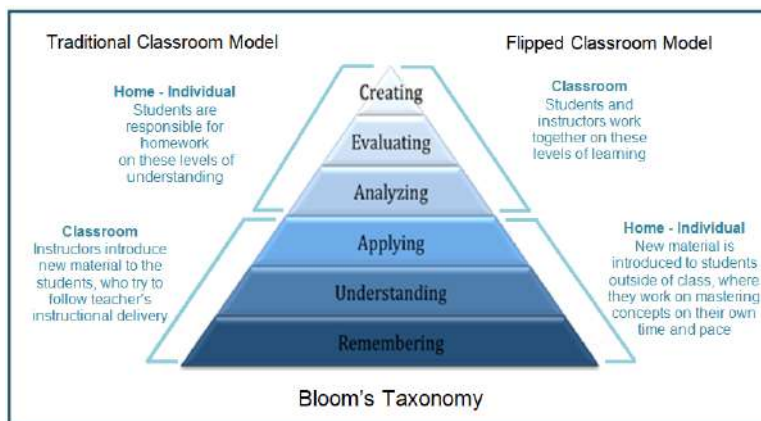 Traditional Classroom Model
Flipped Classroom Model
Home - Individual
Students are
responsible for
homework
on these levels of
understanding
Classroom
Instructors introduce
new material to the
students, who try to
follow teacher's
instructional delivery
Creating
Evaluating
Analyzing
Applying
Understanding
Remembering
Classroom
Students and
instructors work
together on these
levels of learning
Home - Individual
New material is
introduced to students
outside of class, where
they work on mastering
concepts on their own
time and pace
Bloom's Taxonomy